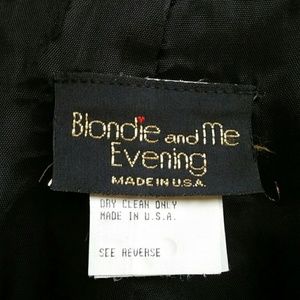 Blondie and Me
Evening
MADE IN U.S.A.
DRY CLEAN ONLY
MADE IN U.S.A.
SEE REVERSE